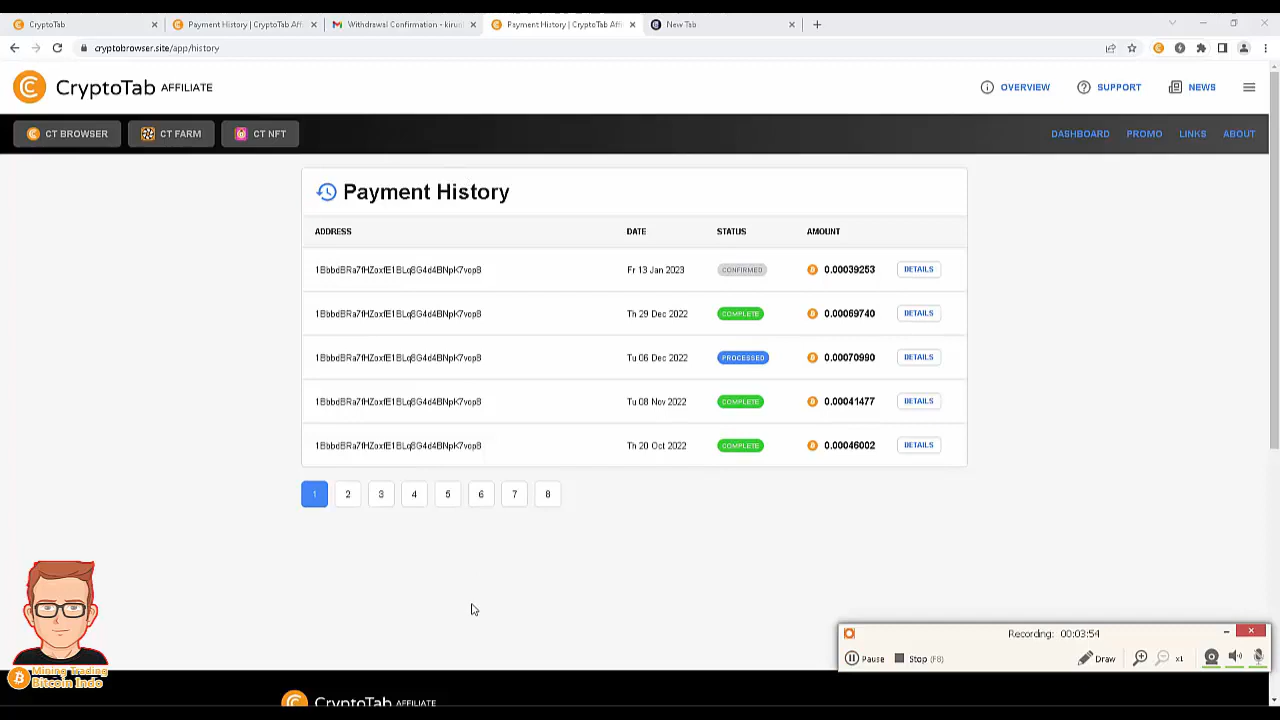 CryptoTab
Payment History | CryptoTab Aff
Withdrawal Confirmation - kirun
Payment History | CryptoTab Aff
New Tab
cryptobrowser.site/app/history
CryptoTab AFFILIATE
OVERVIEW
SUPPORT
NEWS
CT BROWSER
CT FARM
CT NFT
DASHBOARD
PROMO
LINKS
ABOUT
Payment History
ADDRESS DATE STATUS AMOUNT
Fr 13 Jan 2023 CONFIRMED 0.00039253 DETAILS
Th 29 Dec 2022 COMPLETE 0.00069740 DETAILS
Tu 06 Dec 2022 PROCESSED 0.00070990 DETAILS
Tu 08 Nov 2022 COMPLETE 0.00041477 DETAILS
Th 20 Oct 2022 COMPLETE 0.00046002 DETAILS
1 2 3 4 5 6 7 8
Mining Trading
Bitcoin Indo
Recording: 00:03:54
Pause
Stop (F8)
Draw
x1
CryptoTab AFFILIATE